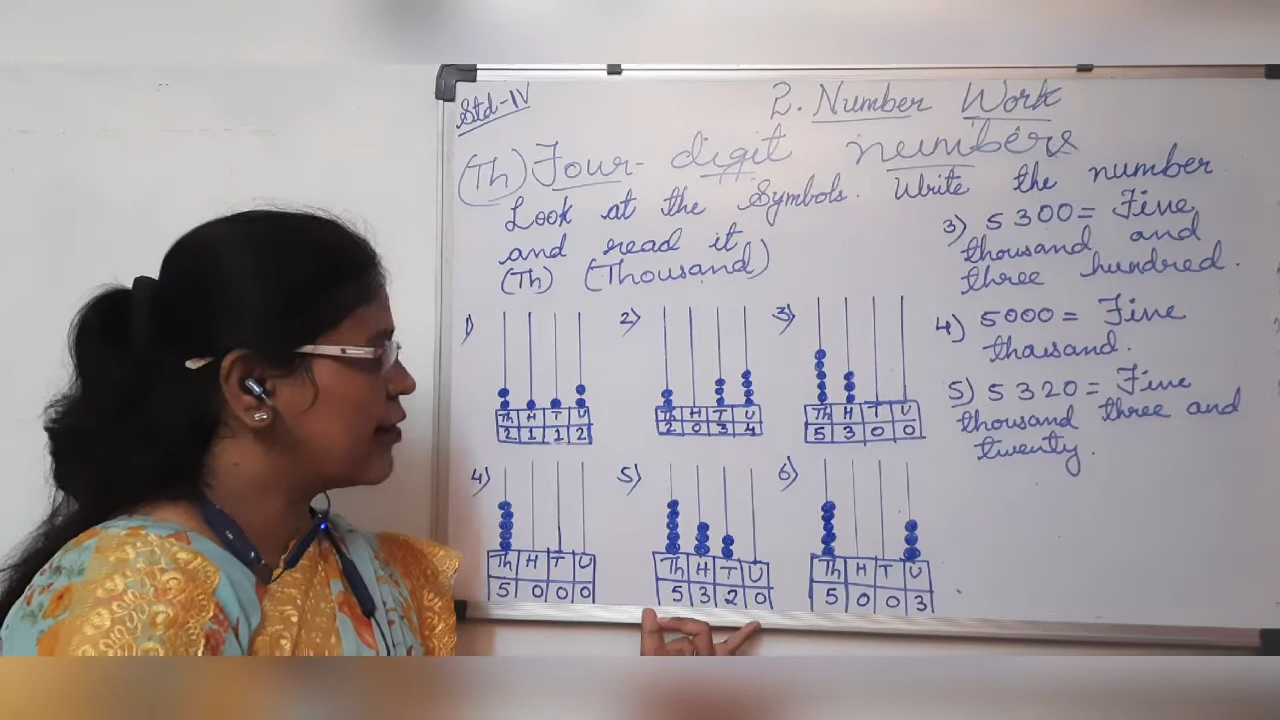 Std-IV
2. Number Work
(Th) Four-digit numbers
Look at the Symbols. Write the number
and read it
(Th) (Thousand)
1)
Th H T U
2 1 1 2
2)
Th H T U
2 0 3 4
3)
Th H T U
5 3 0 0
4)
Th H T U
5 0 0 0
5)
Th H T U
5 3 2 0
6)
Th H T U
5 0 0 3
3) 5300 = Five
thousand and
three hundred.
4) 5000 = Five
thousand.
5) 5320 = Five
thousand three and
twenty.